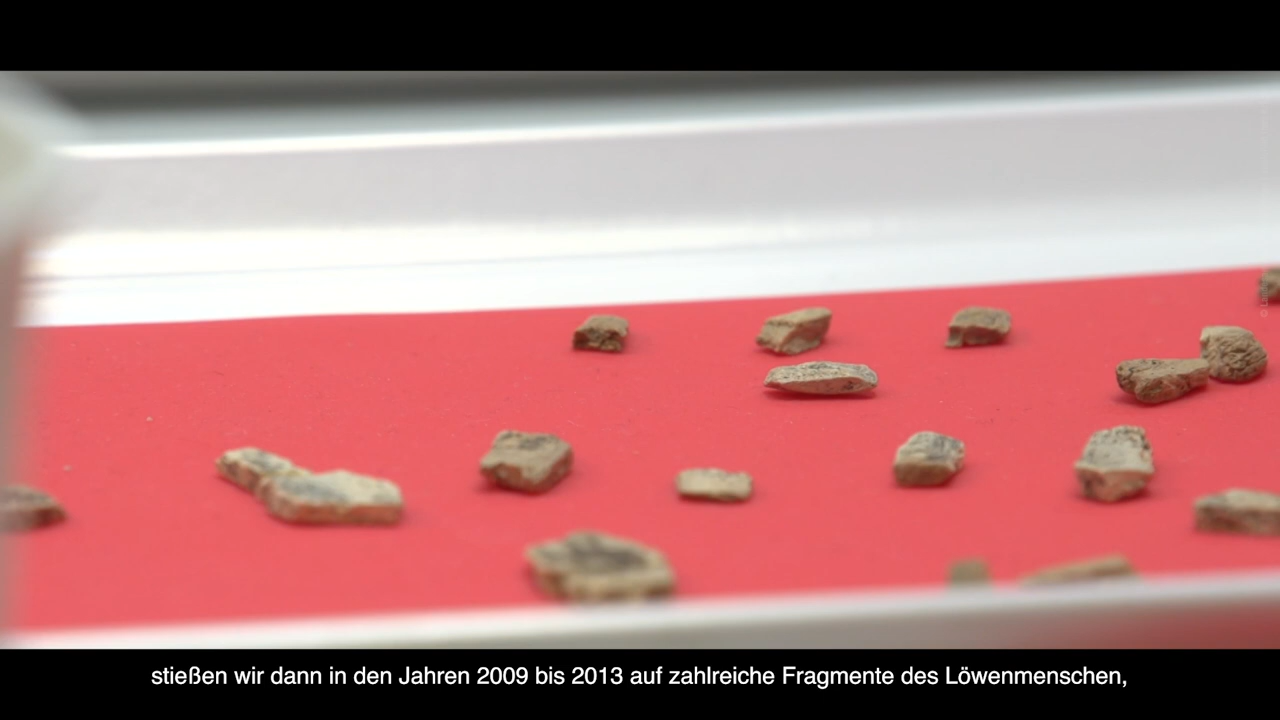 stießen wir dann in den Jahren 2009 bis 2013 auf zahlreiche Fragmente des Löwenmenschen,